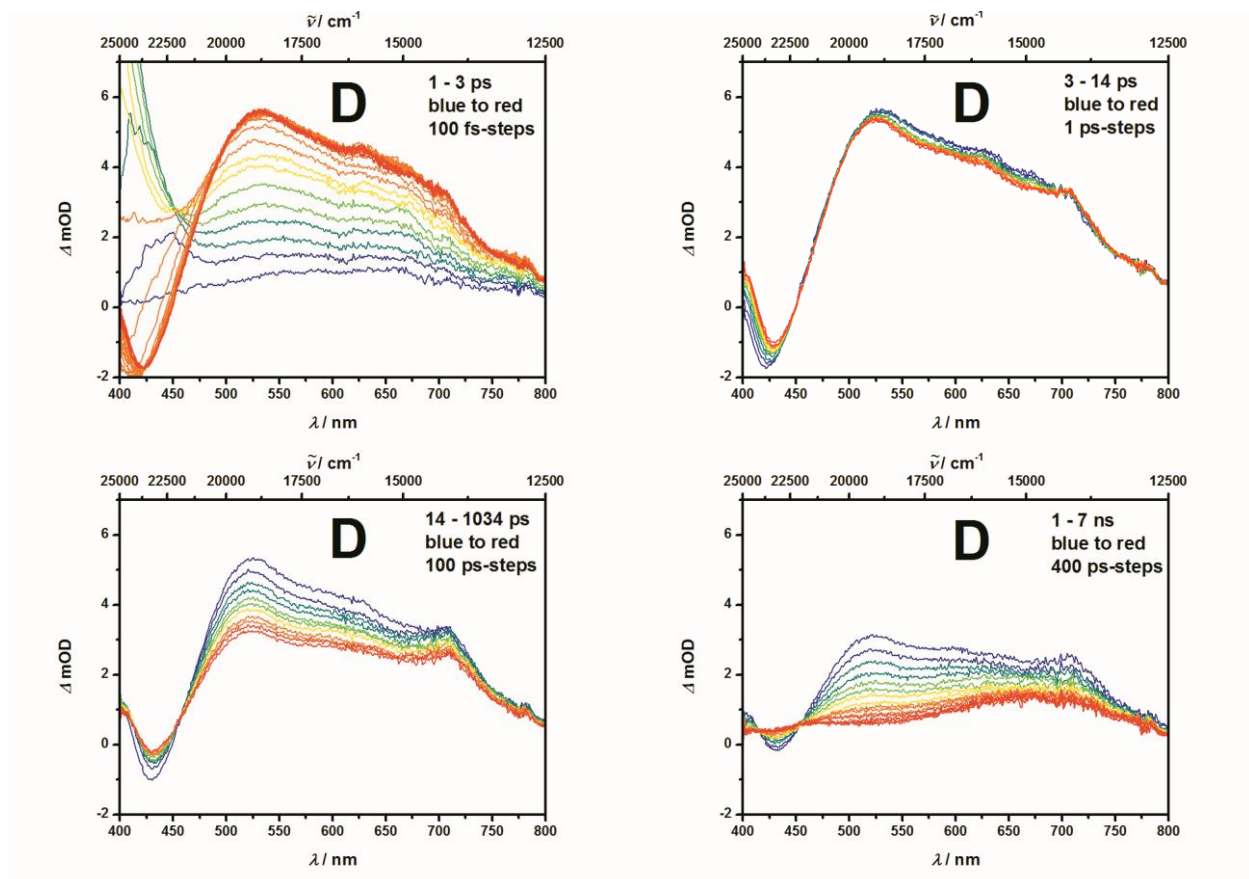 ν̃ / cm⁻¹
25000 22500 20000 17500 15000 12500
D
1 - 3 ps
blue to red
100 fs-steps
6
4
2
0
-2
Δ mOD
400 450 500 550 600 650 700 750 800
λ / nm
ν̃ / cm⁻¹
25000 22500 20000 17500 15000 12500
D
3 - 14 ps
blue to red
1 ps-steps
6
4
2
0
-2
Δ mOD
400 450 500 550 600 650 700 750 800
λ / nm
ν̃ / cm⁻¹
25000 22500 20000 17500 15000 12500
D
14 - 1034 ps
blue to red
100 ps-steps
6
4
2
0
-2
Δ mOD
400 450 500 550 600 650 700 750 800
λ / nm
ν̃ / cm⁻¹
25000 22500 20000 17500 15000 12500
D
1 - 7 ns
blue to red
400 ps-steps
6
4
2
0
-2
Δ mOD
400 450 500 550 600 650 700 750 800
λ / nm